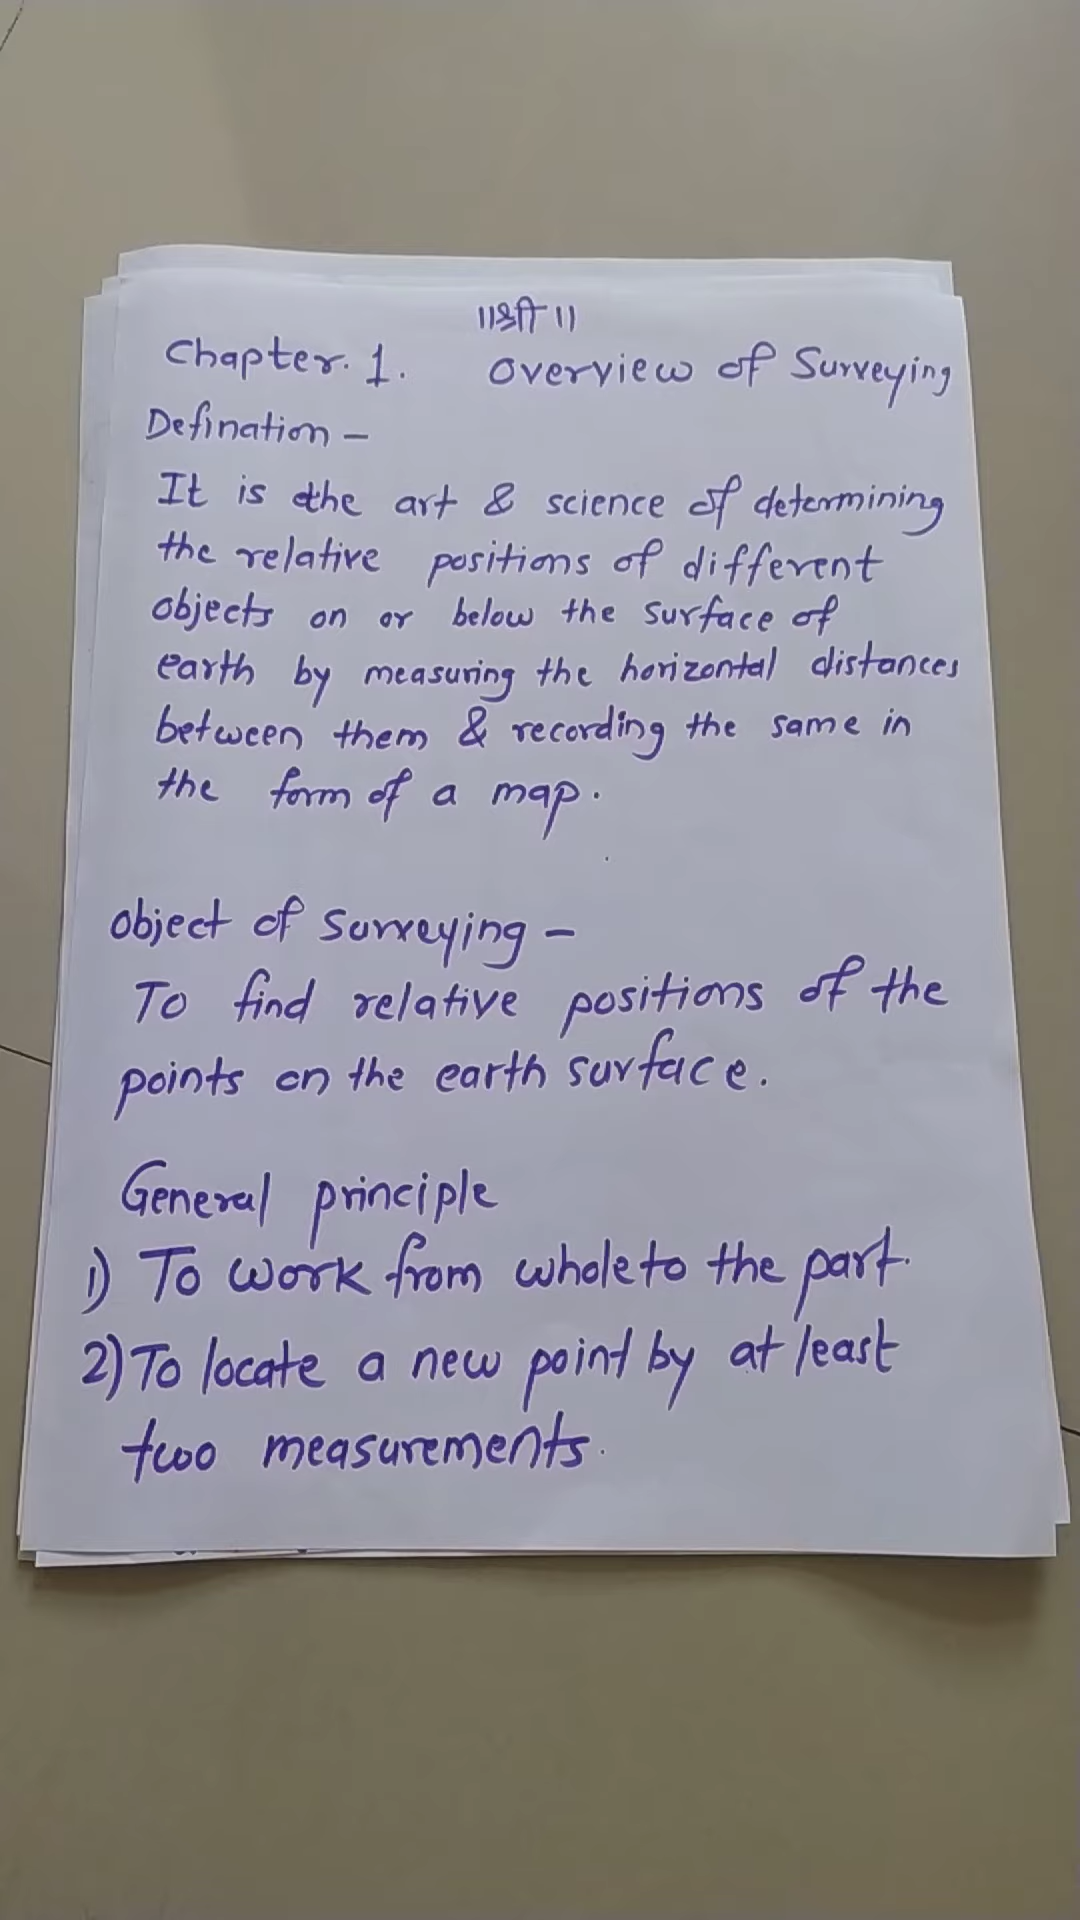 ॥श्री॥
Chapter. 1. Overview of Surveying
Defination -
It is the art & science of determining
the relative positions of different
objects on or below the surface of
earth by measuring the horizontal distances
between them & recording the same in
the form of a map.
Object of Surveying -
To find relative positions of the
points on the earth surface.
General principle
1) To work from whole to the part.
2) To locate a new point by at least
two measurements.